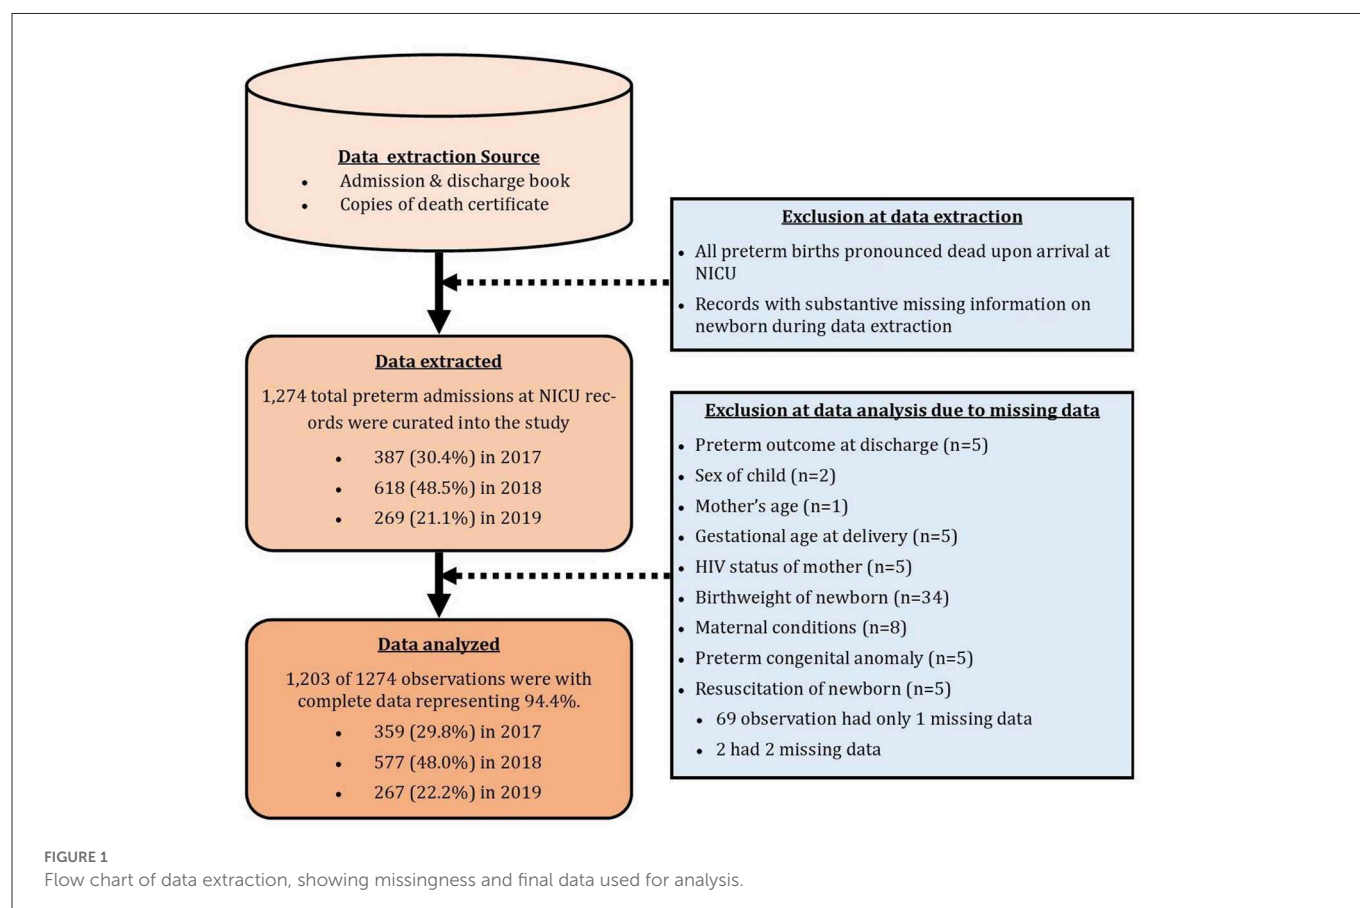 Data extraction Source
• Admission & discharge book
• Copies of death certificate
Exclusion at data extraction
• All preterm births pronounced dead upon arrival at
NICU
• Records with substantive missing information on
newborn during data extraction
Data extracted
1,274 total preterm admissions at NICU rec-
ords were curated into the study
• 387 (30.4%) in 2017
• 618 (48.5%) in 2018
• 269 (21.1%) in 2019
Exclusion at data analysis due to missing data
• Preterm outcome at discharge (n=5)
• Sex of child (n=2)
• Mother's age (n=1)
• Gestational age at delivery (n=5)
• HIV status of mother (n=5)
• Birthweight of newborn (n=34)
• Maternal conditions (n=8)
• Preterm congenital anomaly (n=5)
• Resuscitation of newborn (n=5)
• 69 observation had only 1 missing data
• 2 had 2 missing data
Data analyzed
1,203 of 1274 observations were with
complete data representing 94.4%.
• 359 (29.8%) in 2017
• 577 (48.0%) in 2018
• 267 (22.2%) in 2019
FIGURE 1
Flow chart of data extraction, showing missingness and final data used for analysis.